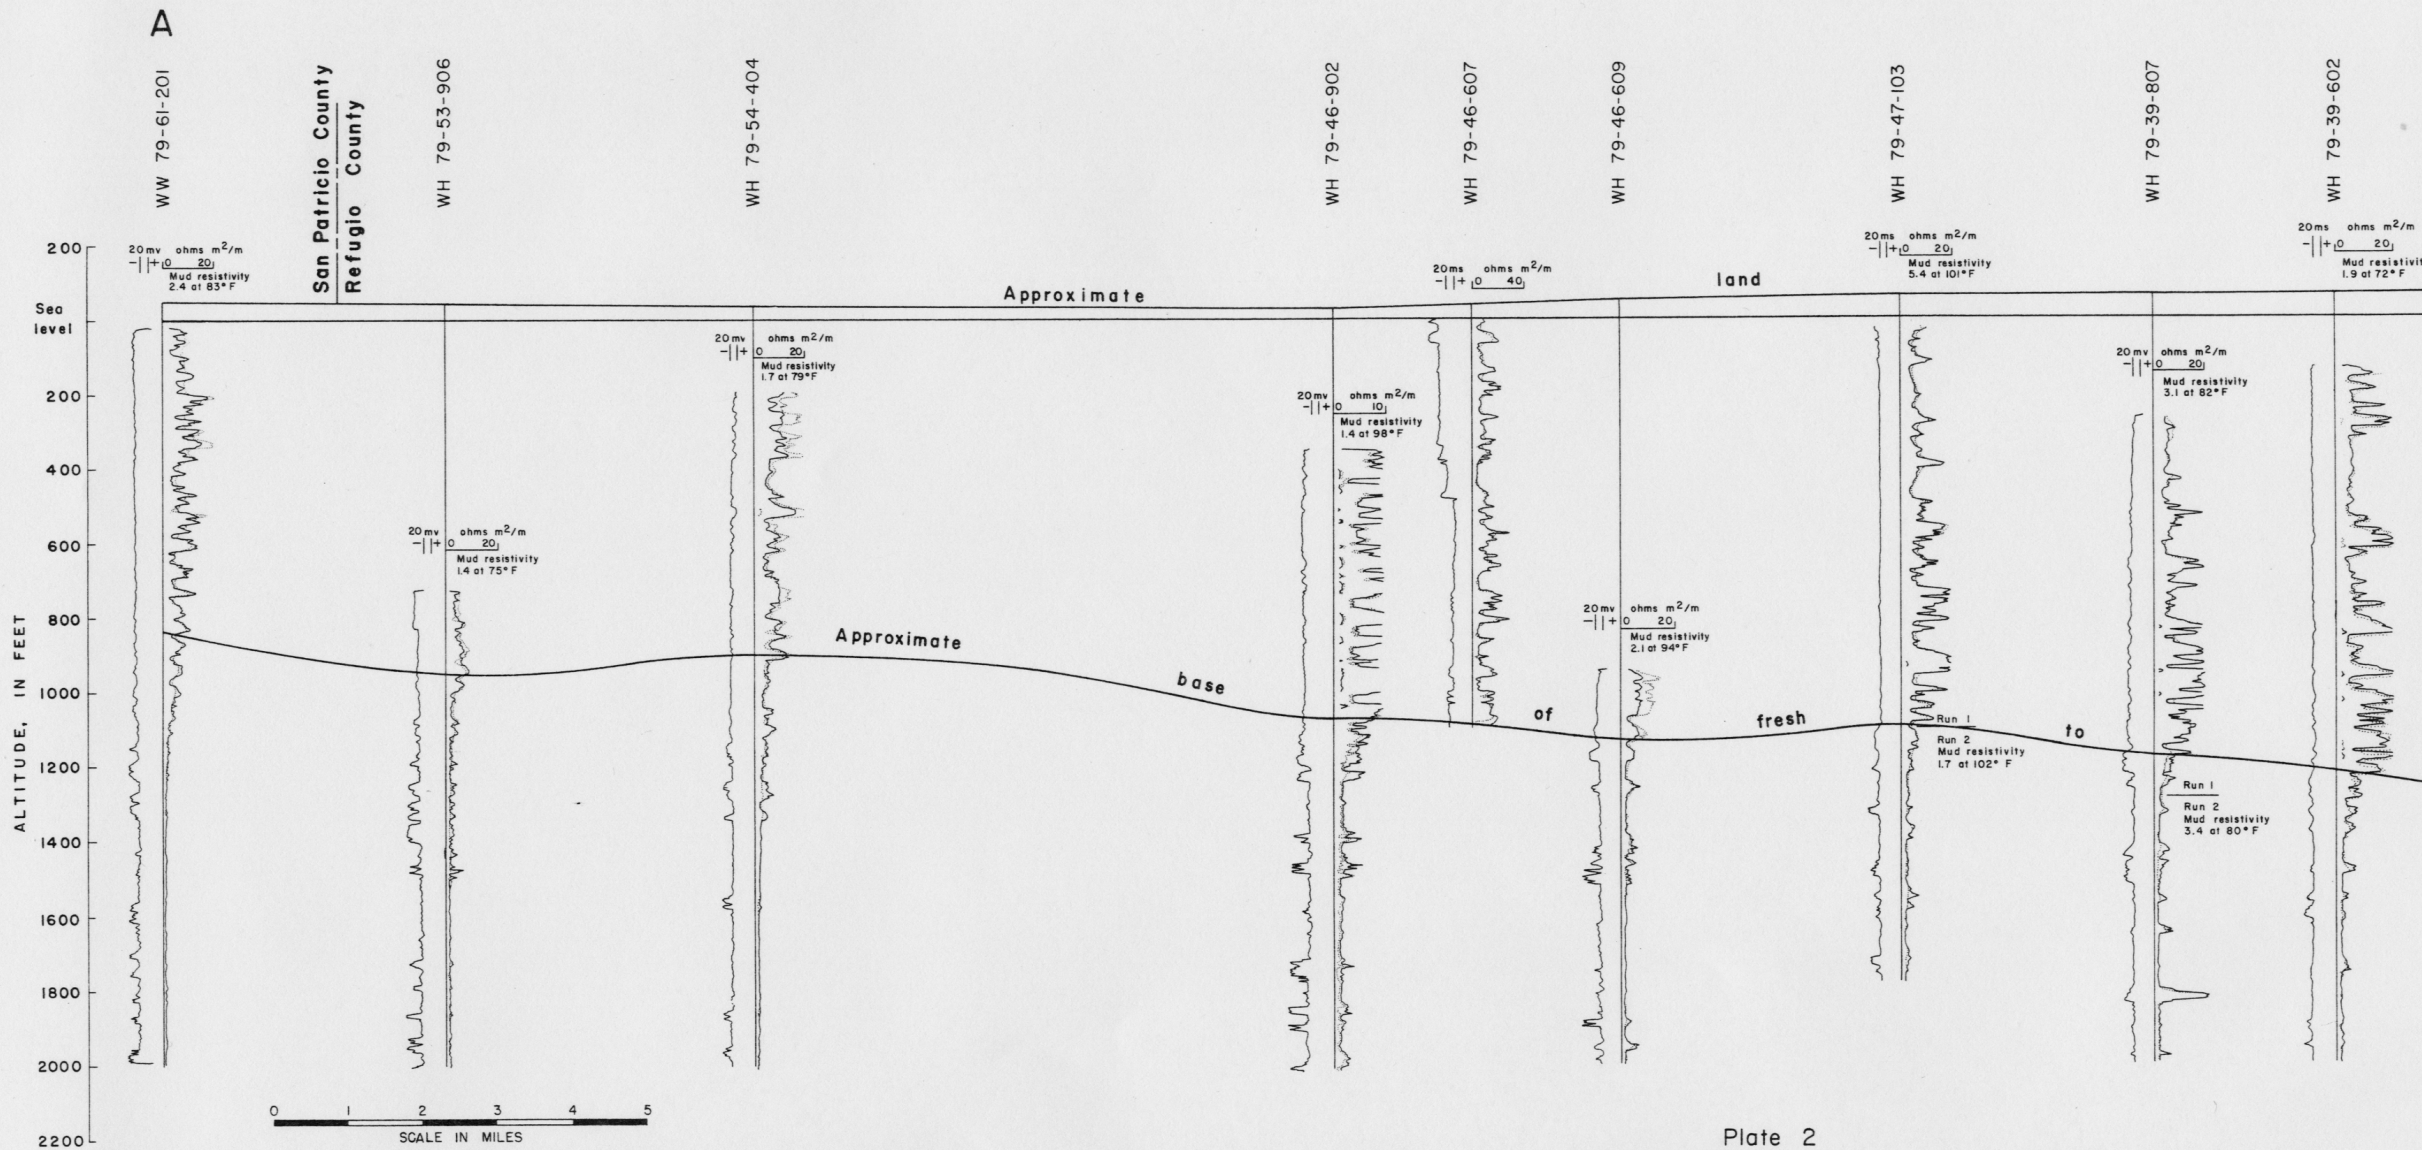 A
WW 79-61-201
San Patricio County
Refugio County
WH 79-53-906
WH 79-54-404
WH 79-46-902
WH 79-46-607
WH 79-46-609
WH 79-47-103
WH 79-39-807
WH 79-39-602
20mv ohms m2/m
-||+ 0 20
Mud resistivity
2.4 at 83°F
20mv ohms m2/m
-||+ 0 20
Mud resistivity
1.4 at 75°F
20mv ohms m2/m
-||+ 0 20
Mud resistivity
1.7 at 79°F
20mv ohms m2/m
-||+ 0 10
Mud resistivity
1.4 at 98°F
20ms ohms m2/m
-||+ 0 40
20mv ohms m2/m
-||+ 0 20
Mud resistivity
2.1 at 94°F
20ms ohms m2/m
-||+ 0 20
Mud resistivity
5.4 at 101°F
Run 1
Run 2
Mud resistivity
1.7 at 102° F
20mv ohms m2/m
-||+ 0 20
Mud resistivity
3.1 at 82°F
Run 1
Run 2
Mud resistivity
3.4 at 80°F
20ms ohms m2/m
-||+ 0 20
Mud resistivit
1.9 at 72°F
Approximate land
Approximate base of fresh to
ALTITUDE, IN FEET
200
Sea
level
200
400
600
800
1000
1200
1400
1600
1800
2000
2200
0 1 2 3 4 5
SCALE IN MILES
Plate 2